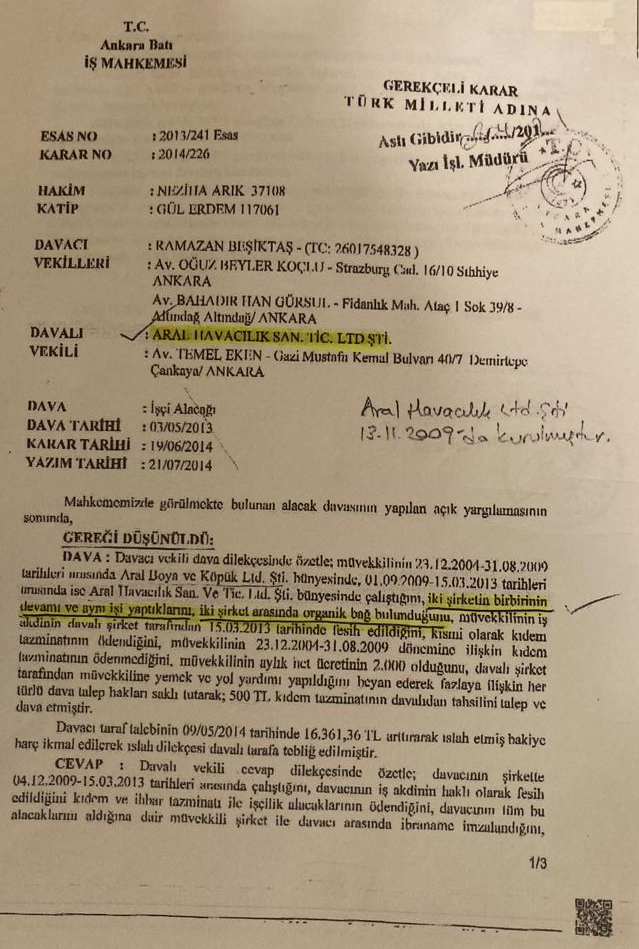 T.C.
Ankara Batı
İŞ MAHKEMESİ
GEREKÇELİ KARAR
TÜRK MİLLETİ ADINA
ESAS NO : 2013/241 Esas
KARAR NO : 2014/226
Aslı Gibidir
Yazı İşl. Müdürü
T.C.
HAKİM : NEZİHA ARIK 37108
KATİP : GÜL ERDEM 117061
DAVACI : RAMAZAN BEŞİKTAŞ - (TC: 26017548328 )
VEKİLLERİ : Av. OĞUZ BEYLER KOÇLU - Strazburg Cad. 16/10 Sıhhiye
ANKARA
Av. BAHADIR HAN GÜRSUL - Fidanlık Mah. Ataç 1 Sok 39/8 -
Altındağ Altındağ/ ANKARA
DAVALI : ARAL HAVACILIK SAN. TİC. LTD ŞTİ.
VEKİLİ : Av. TEMEL EKEN - Gazi Mustafa Kemal Bulvarı 40/7 Demirtepe
Çankaya/ ANKARA
DAVA : İşçi Alacağı
DAVA TARİHİ : 03/05/2013
KARAR TARİHİ : 19/06/2014
YAZIM TARİHİ : 21/07/2014
Aral Havacılık Ltd. Şti
13.11.2009-da kurulmuştur.
Mahkememizde görülmekte bulunan alacak davasının yapılan açık yargılamasının
sonunda,
GEREĞİ DÜŞÜNÜLDÜ:
DAVA : Davacı vekili dava dilekçesinde özetle; müvekkilinin 23.12.2004-31.08.2009
tarihleri arasında Aral Boya ve Köpük Ltd. Şti. bünyesinde, 01.09.2009-15.03.2013 tarihleri
arasında ise Aral Havacılık San. Ve Tic. Ltd. Şti. bünyesinde çalıştığını, iki şirketin birbirinin
devamı ve aynı işi yaptıklarını, iki şirket arasında organik bağ bulunduğunu, müvekkilinin iş
akdinin davalı şirket tarafından 15.03.2013 tarihinde fesih edildiğini, kısmi olarak kıdem
tazminatının ödendiğini, müvekkilinin 23.12.2004-31.08.2009 dönemine ilişkin kıdem
tazminatının ödenmediğini, müvekkilinin aylık net ücretinin 2.000 olduğunu, davalı şirket
tarafından müvekkiline yemek ve yol yardımı yapıldığını beyan ederek fazlaya ilişkin her
türlü dava talep hakları saklı tutarak; 500 TL kıdem tazminatının davalıdan tahsilini talep ve
dava etmiştir.
Davacı taraf talebinin 09/05/2014 tarihinde 16.361,36 TL arttırarak ıslah etmiş bakiye
harç ikmal edilerek ıslah dilekçesi davalı tarafa tebliğ edilmiştir.
CEVAP : Davalı vekili cevap dilekçesinde özetle; davacının şirkette
04.12.2009-15.03.2013 tarihleri arasında çalıştığını, davacının iş akdinin haklı olarak fesih
edildiğini kıdem ve ihbar tazminatı ile işçilik alacaklarının ödendiğini, davacının tüm bu
alacaklarını aldığına dair müvekkili şirket ile davacı arasında ibraname imzalandığını,
1/3